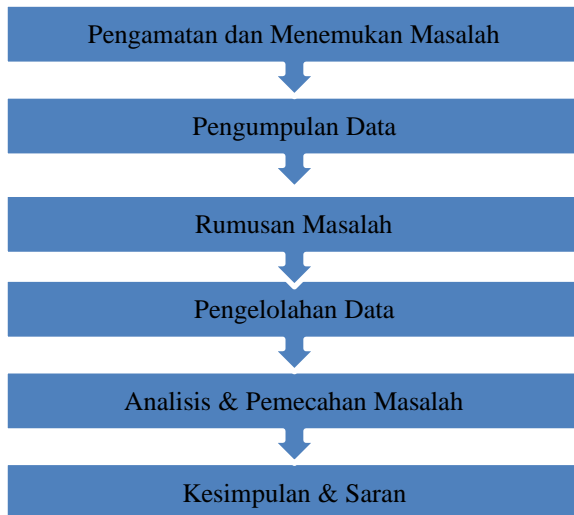 Pengamatan dan Menemukan Masalah
Pengumpulan Data
Rumusan Masalah
Pengelolahan Data
Analisis & Pemecahan Masalah
Kesimpulan & Saran